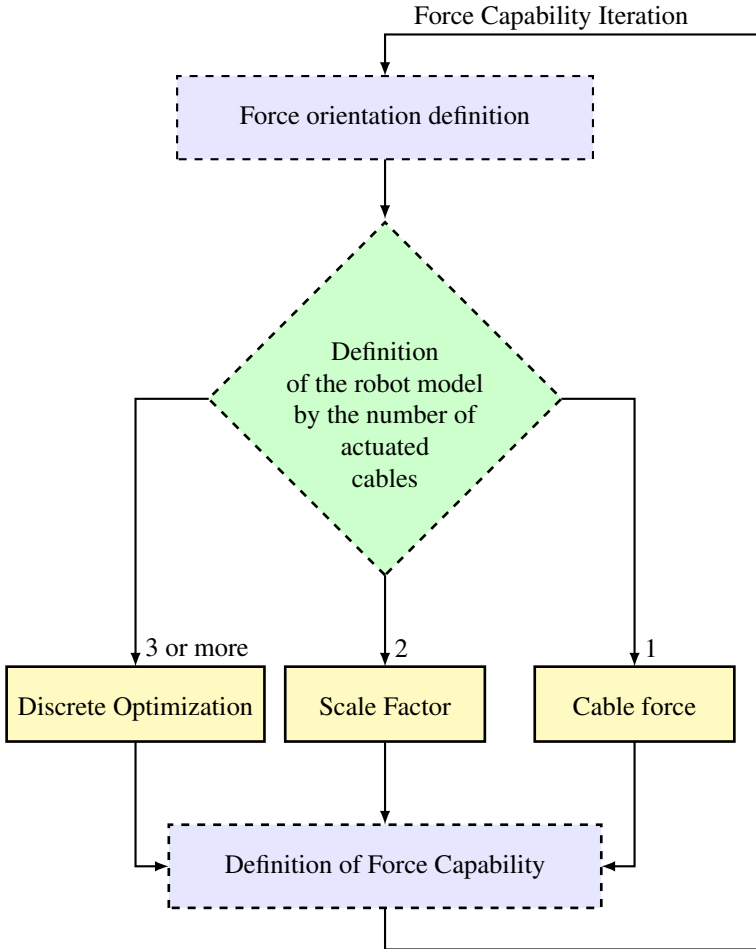 Force Capability Iteration
Force orientation definition
Definition
of the robot model
by the number of
actuated
cables
3 or more
2
1
Discrete Optimization
Scale Factor
Cable force
Definition of Force Capability